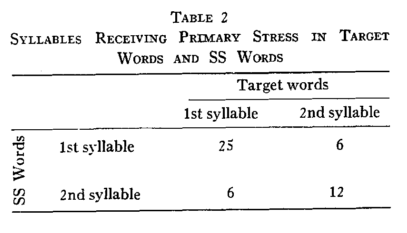 TABLE 2
SYLLABLES RECEIVING PRIMARY STRESS IN TARGET
WORDS AND SS WORDS
Target words
1st syllable 2nd syllable
SS Words
1st syllable 25 6
2nd syllable 6 12